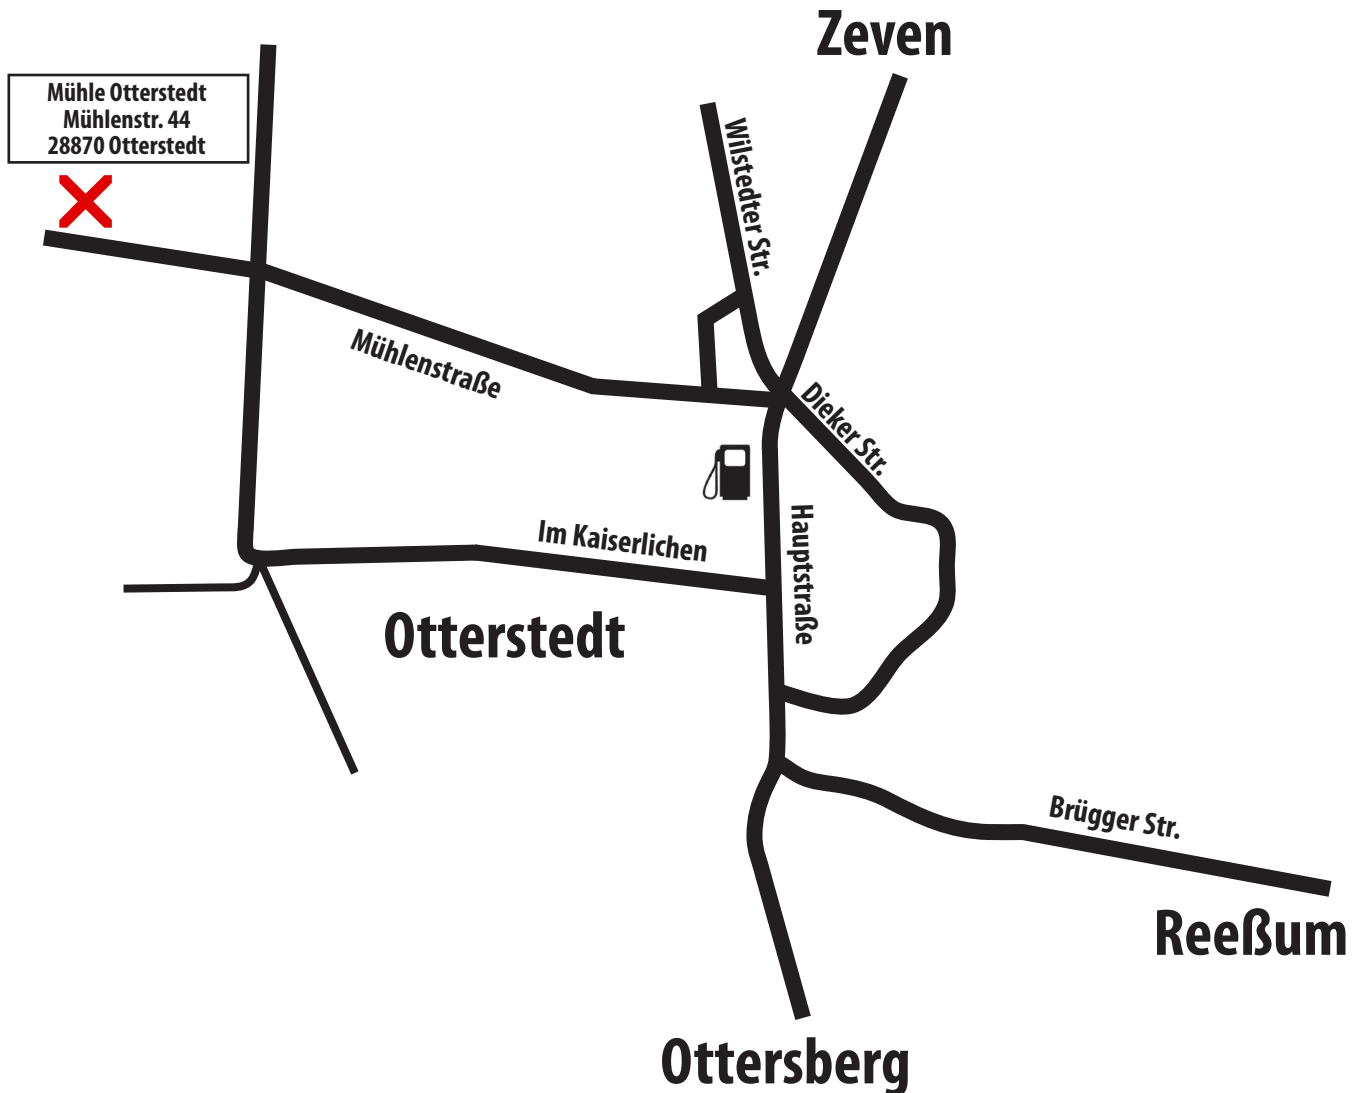 Zeven
Mühle Otterstedt
Mühlenstr. 44
28870 Otterstedt
Wilstedter Str.
Mühlenstraße
Dieker Str.
Hauptstraße
Im Kaiserlichen
Otterstedt
Brügger Str.
Reeßum
Ottersberg